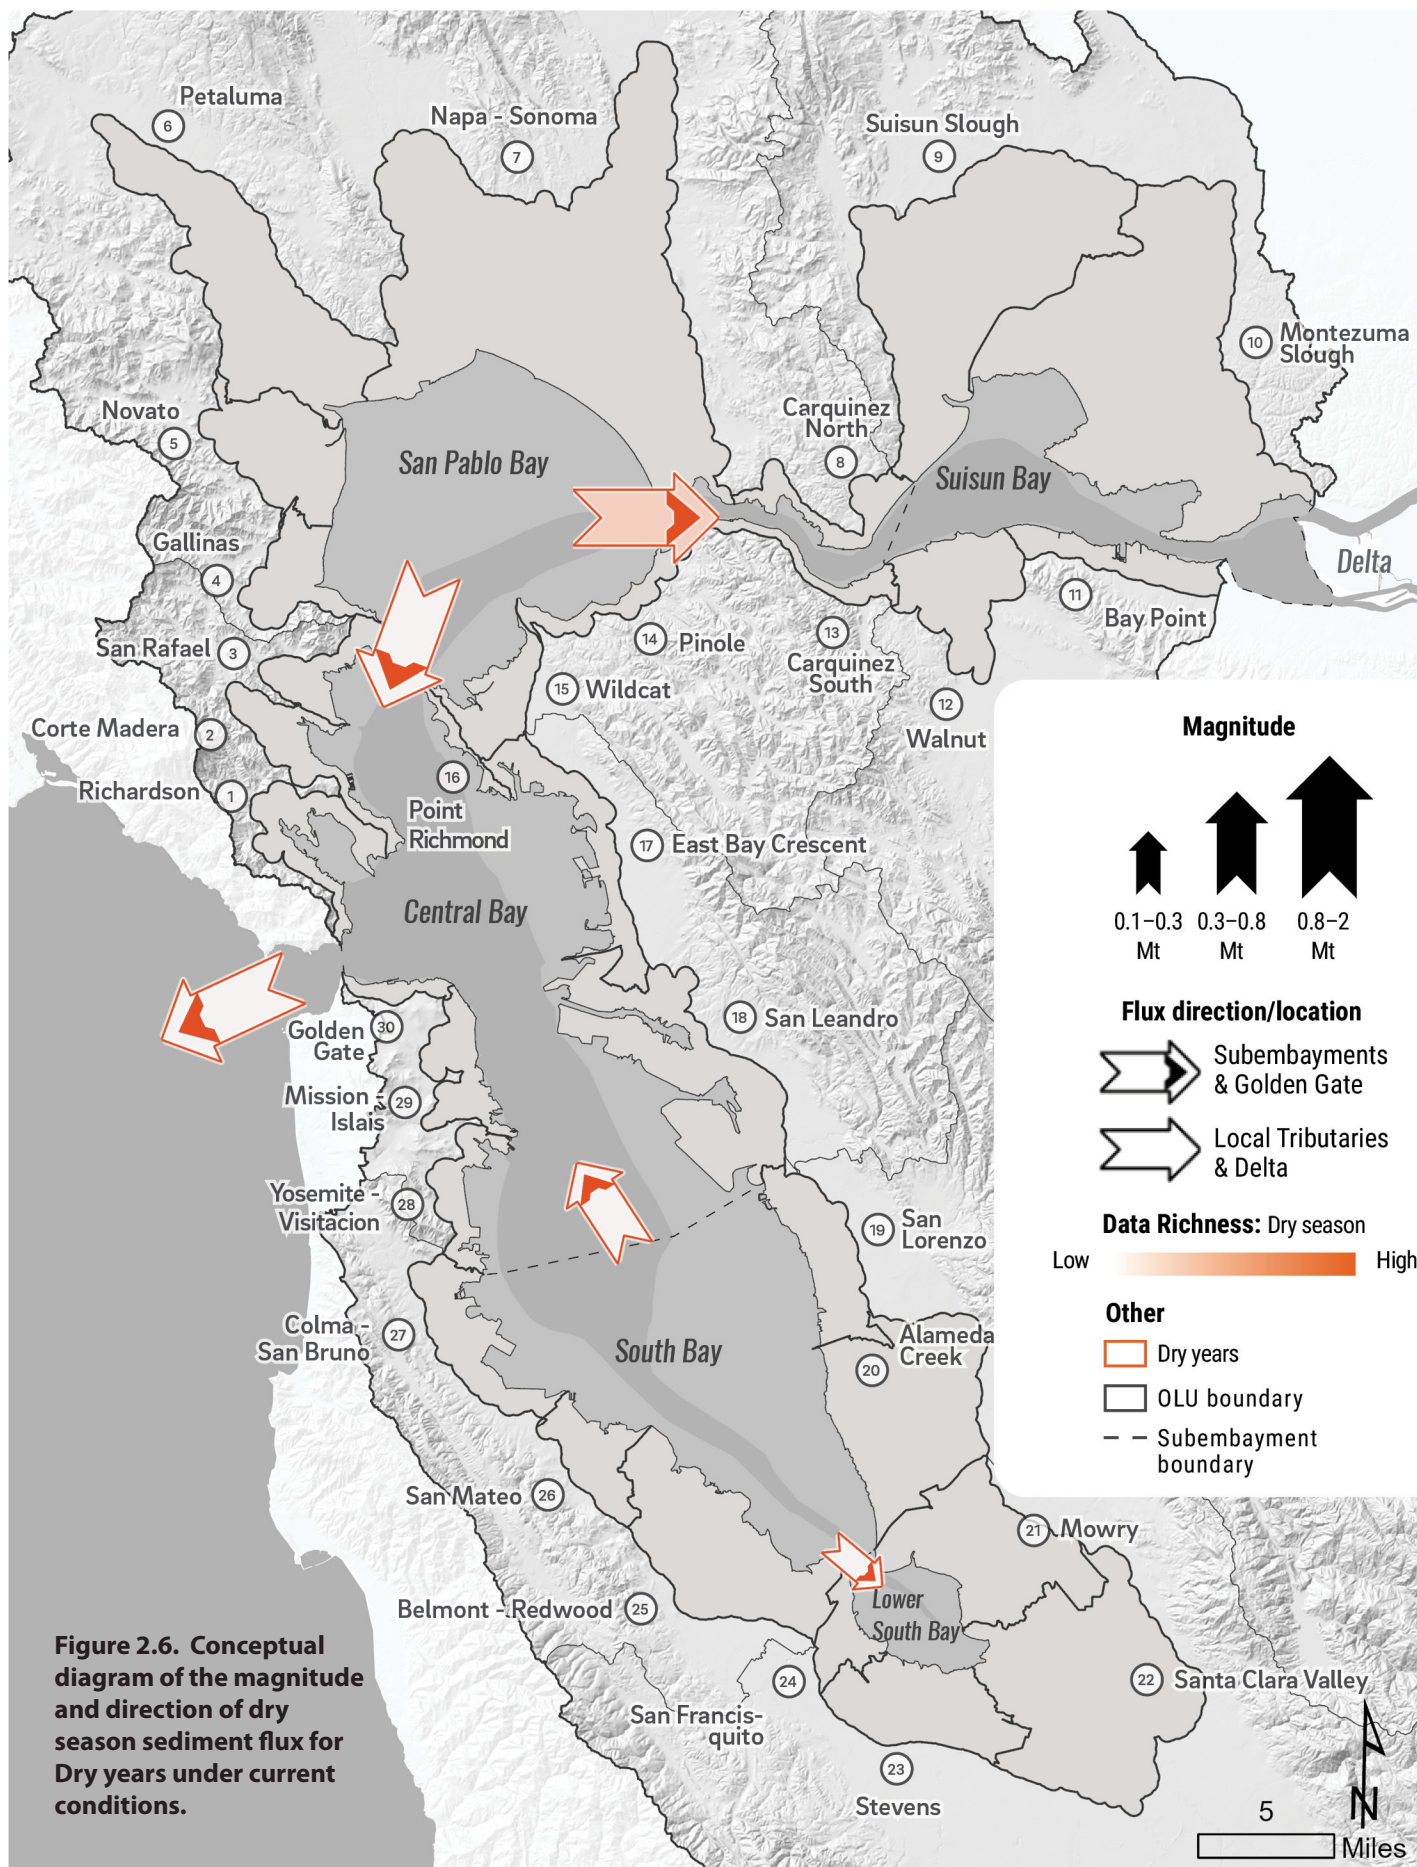 Petaluma
6
Napa - Sonoma
7
Suisun Slough
9
10
Montezuma
Slough
Novato
5
Carquinez
North
8
San Pablo Bay
Suisun Bay
Gallinas
4
Delta
11
Bay Point
San Rafael
3
14
Pinole
13
Carquinez
South
15
Wildcat
12
Walnut
Corte Madera
2
Richardson
1
16
Point
Richmond
17
East Bay Crescent
Central Bay
18
San Leandro
Golden
Gate
30
Mission -
Islais
29
Yosemite -
Visitacion
28
19
San
Lorenzo
Colma -
San Bruno
27
South Bay
Alameda
Creek
20
San Mateo
26
21
Mowry
Belmont - Redwood
25
Lower
South Bay
24
San Francis-
quito
22
Santa Clara Valley
23
Stevens
Magnitude
0.1–0.3
Mt
0.3–0.8
Mt
0.8–2
Mt
Flux direction/location
Subembayments
& Golden Gate
Local Tributaries
& Delta
Data Richness: Dry season
Low
High
Other
Dry years
OLU boundary
Subembayment
boundary
Figure 2.6. Conceptual
diagram of the magnitude
and direction of dry
season sediment flux for
Dry years under current
conditions.
N
5
Miles